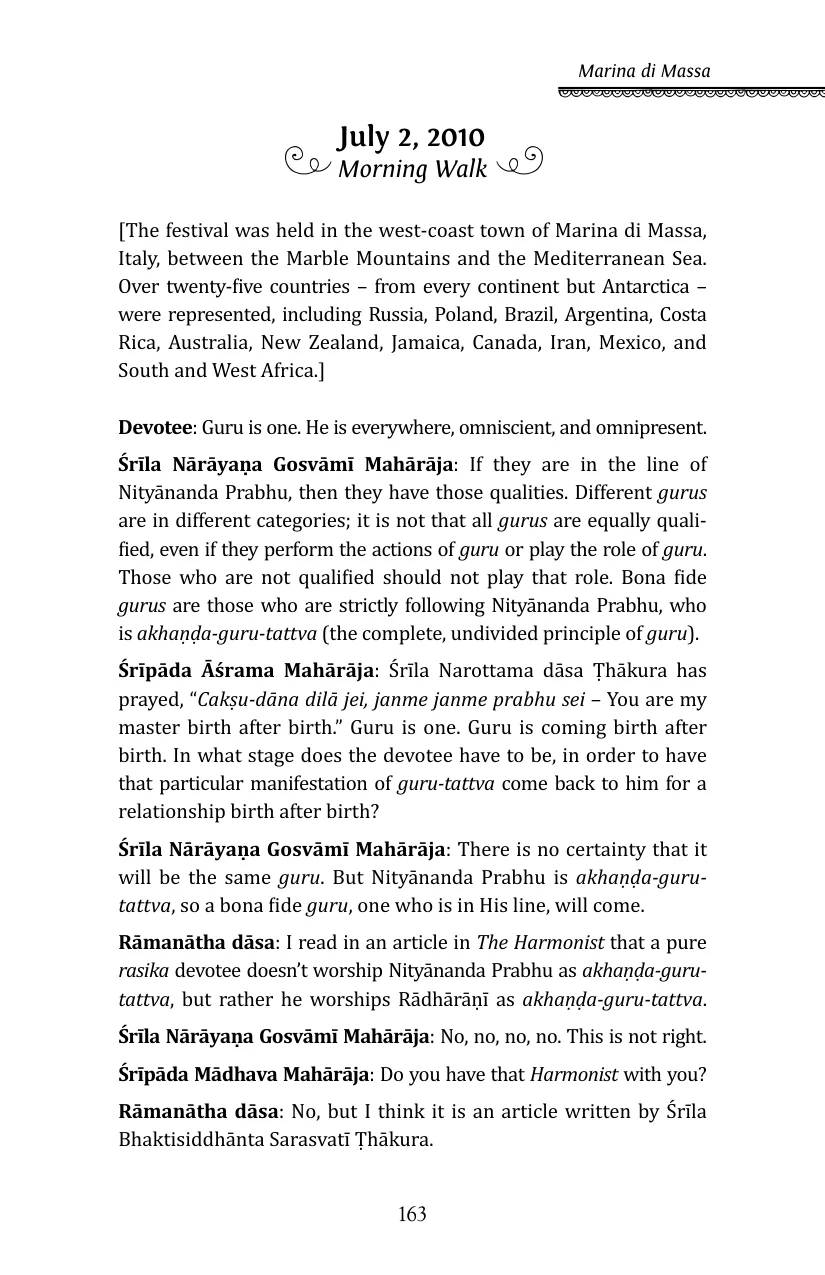 Marina di Massa
July 2, 2010
Morning Walk
[The festival was held in the west-coast town of Marina di Massa,
Italy, between the Marble Mountains and the Mediterranean Sea.
Over twenty-five countries – from every continent but Antarctica –
were represented, including Russia, Poland, Brazil, Argentina, Costa
Rica, Australia, New Zealand, Jamaica, Canada, Iran, Mexico, and
South and West Africa.]
Devotee: Guru is one. He is everywhere, omniscient, and omnipresent.
Śrīla Nārāyaṇa Gosvāmī Mahārāja: If they are in the line of
Nityānanda Prabhu, then they have those qualities. Different gurus
are in different categories; it is not that all gurus are equally quali-
fied, even if they perform the actions of guru or play the role of guru.
Those who are not qualified should not play that role. Bona fide
gurus are those who are strictly following Nityānanda Prabhu, who
is akhaṇḍa-guru-tattva (the complete, undivided principle of guru).
Śrīpāda Āśrama Mahārāja: Śrīla Narottama dāsa Ṭhākura has
prayed, “Cakṣu-dāna dilā jei, janme janme prabhu sei – You are my
master birth after birth.” Guru is one. Guru is coming birth after
birth. In what stage does the devotee have to be, in order to have
that particular manifestation of guru-tattva come back to him for a
relationship birth after birth?
Śrīla Nārāyaṇa Gosvāmī Mahārāja: There is no certainty that it
will be the same guru. But Nityānanda Prabhu is akhaṇḍa-guru-
tattva, so a bona fide guru, one who is in His line, will come.
Rāmanātha dāsa: I read in an article in The Harmonist that a pure
rasika devotee doesn’t worship Nityānanda Prabhu as akhaṇḍa-guru-
tattva, but rather he worships Rādhārāṇī as akhaṇḍa-guru-tattva.
Śrīla Nārāyaṇa Gosvāmī Mahārāja: No, no, no, no. This is not right.
Śrīpāda Mādhava Mahārāja: Do you have that Harmonist with you?
Rāmanātha dāsa: No, but I think it is an article written by Śrīla
Bhaktisiddhānta Sarasvatī Ṭhākura.
163